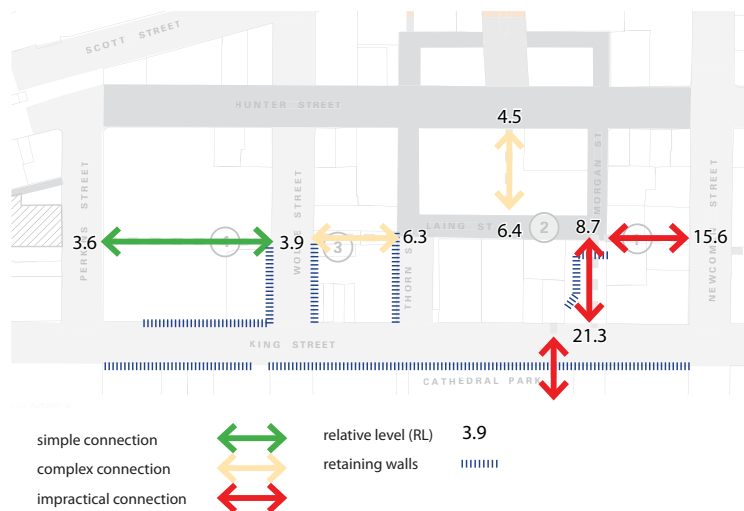 SCOTT STREET
HUNTER STREET
4.5
PERKINS STREET
WOLFE STREET
THORN S
MORGAN ST
NEWCOMEN STREET
LAING ST
3.6
4
3.9
3
6.3
6.4
2
8.7
1
15.6
21.3
KING STREET
CATHEDRAL PARK
simple connection
relative level (RL) 3.9
complex connection
retaining walls
impractical connection